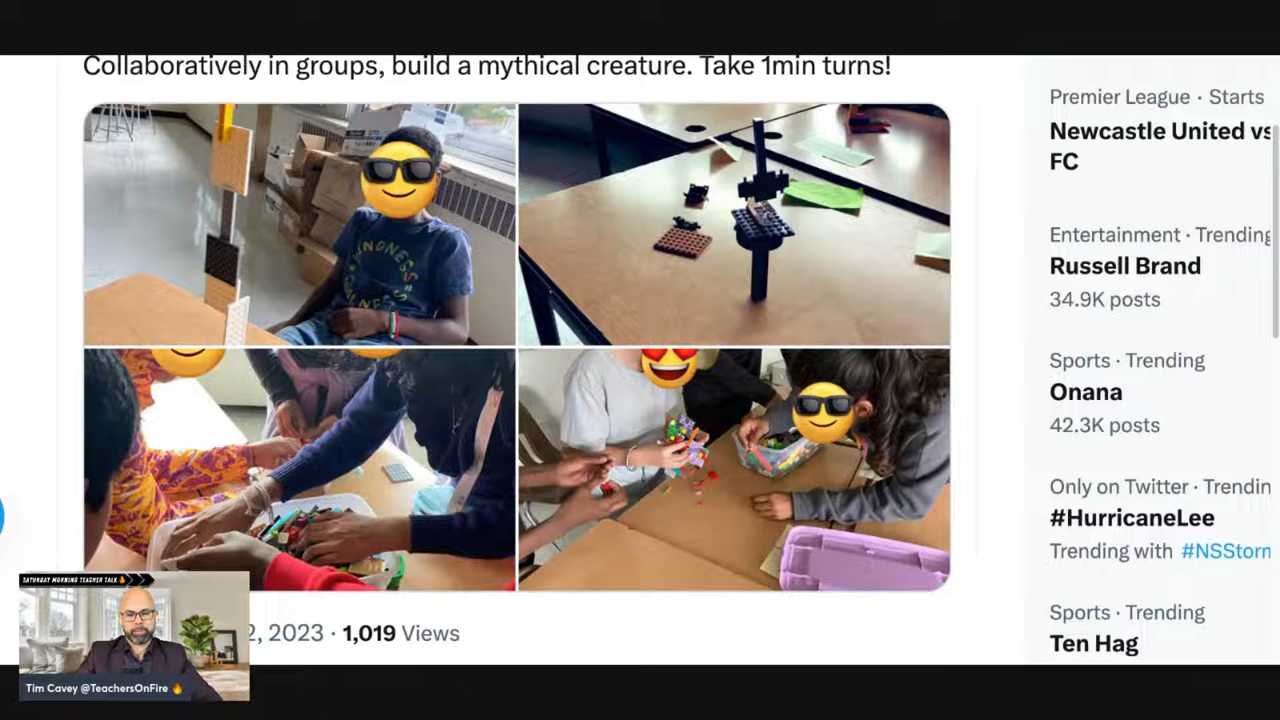 Collaboratively in groups, build a mythical creature. Take 1min turns!
KINDNESS
Premier League · Starts
Newcastle United vs
FC
Entertainment · Trending
Russell Brand
34.9K posts
Sports · Trending
Onana
42.3K posts
Only on Twitter · Trendin
#HurricaneLee
Trending with #NSStorn
Sports · Trending
Ten Hag
2, 2023 · 1,019 Views
SATURDAY MORNING TEACHER TALK 🔥
Tim Cavey @TeachersOnFire 🔥